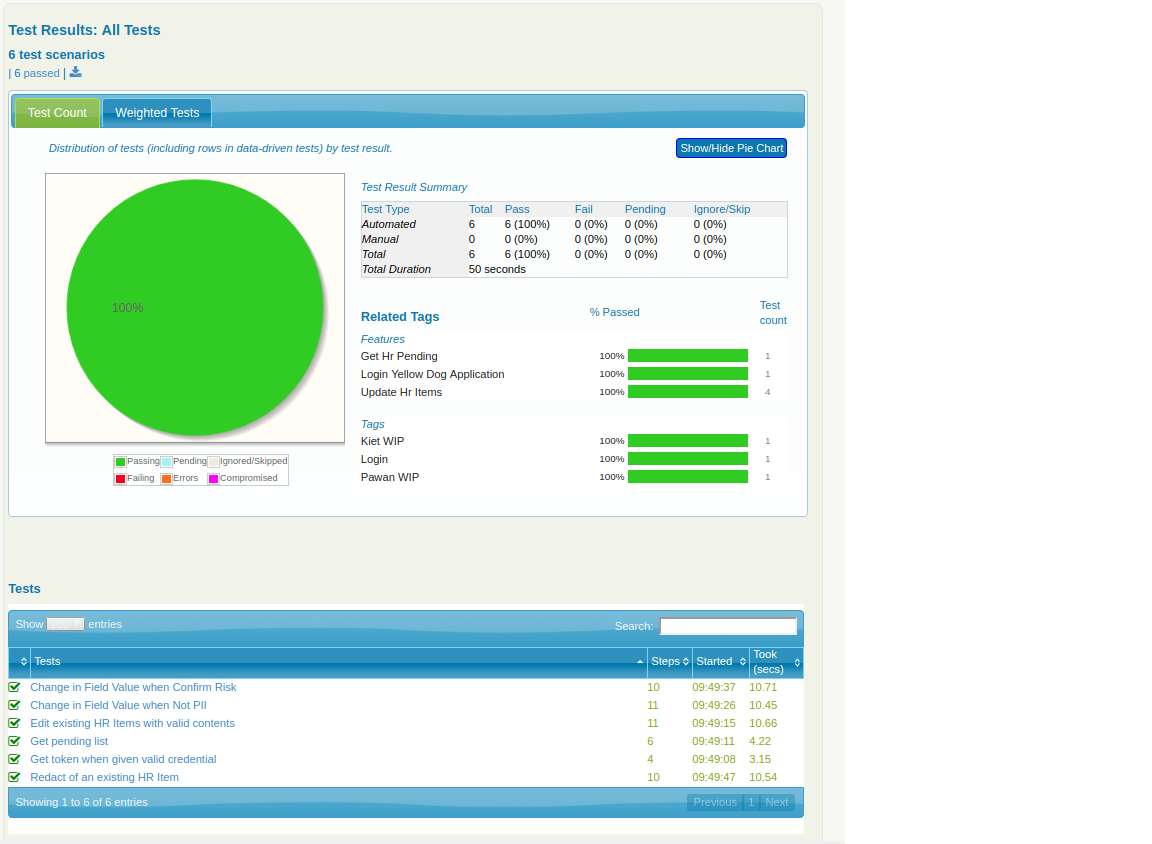 Test Results: All Tests
6 test scenarios
| 6 passed |
Test Count Weighted Tests
Distribution of tests (including rows in data-driven tests) by test result.
Show/Hide Pie Chart
100%
Passing Pending Ignored/Skipped
Failing Errors Compromised
Test Result Summary
Test Type Total Pass Fail Pending Ignore/Skip
Automated 6 6 (100%) 0 (0%) 0 (0%) 0 (0%)
Manual 0 0 (0%) 0 (0%) 0 (0%) 0 (0%)
Total 6 6 (100%) 0 (0%) 0 (0%) 0 (0%)
Total Duration 50 seconds
Related Tags % Passed Test count
Features
Get Hr Pending 100% 1
Login Yellow Dog Application 100% 1
Update Hr Items 100% 4
Tags
Kiet WIP 100% 1
Login 100% 1
Pawan WIP 100% 1
Tests
Show entries Search:
Tests Steps Started Took (secs)
Change in Field Value when Confirm Risk 10 09:49:37 10.71
Change in Field Value when Not PII 11 09:49:26 10.45
Edit existing HR Items with valid contents 11 09:49:15 10.66
Get pending list 6 09:49:11 4.22
Get token when given valid credential 4 09:49:08 3.15
Redact of an existing HR Item 10 09:49:47 10.54
Showing 1 to 6 of 6 entries Previous 1 Next